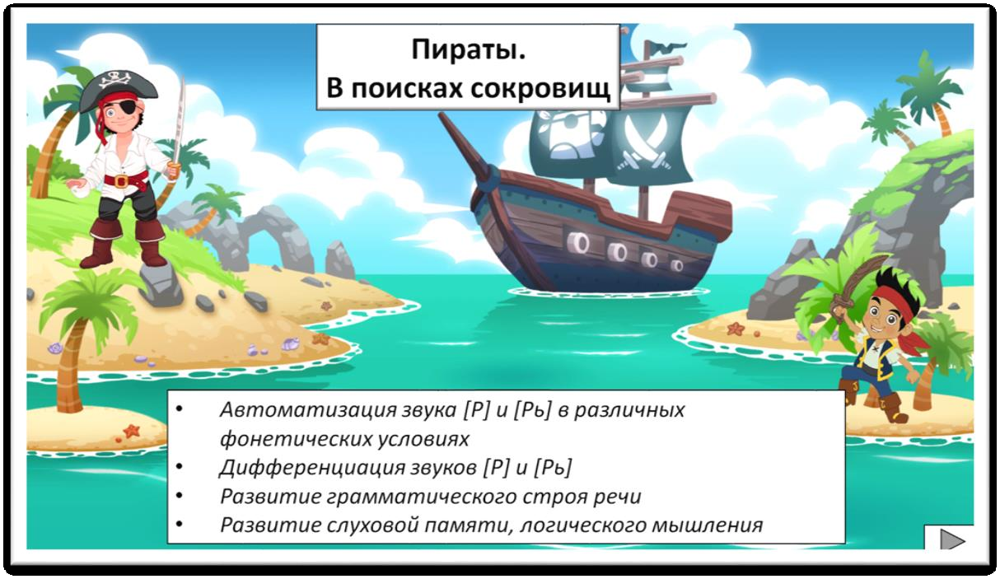 Пираты.
В поисках сокровищ
• Автоматизация звука [Р] и [Рь] в различных
фонетических условиях
• Дифференциация звуков [Р] и [Рь]
• Развитие грамматического строя речи
• Развитие слуховой памяти, логического мышления